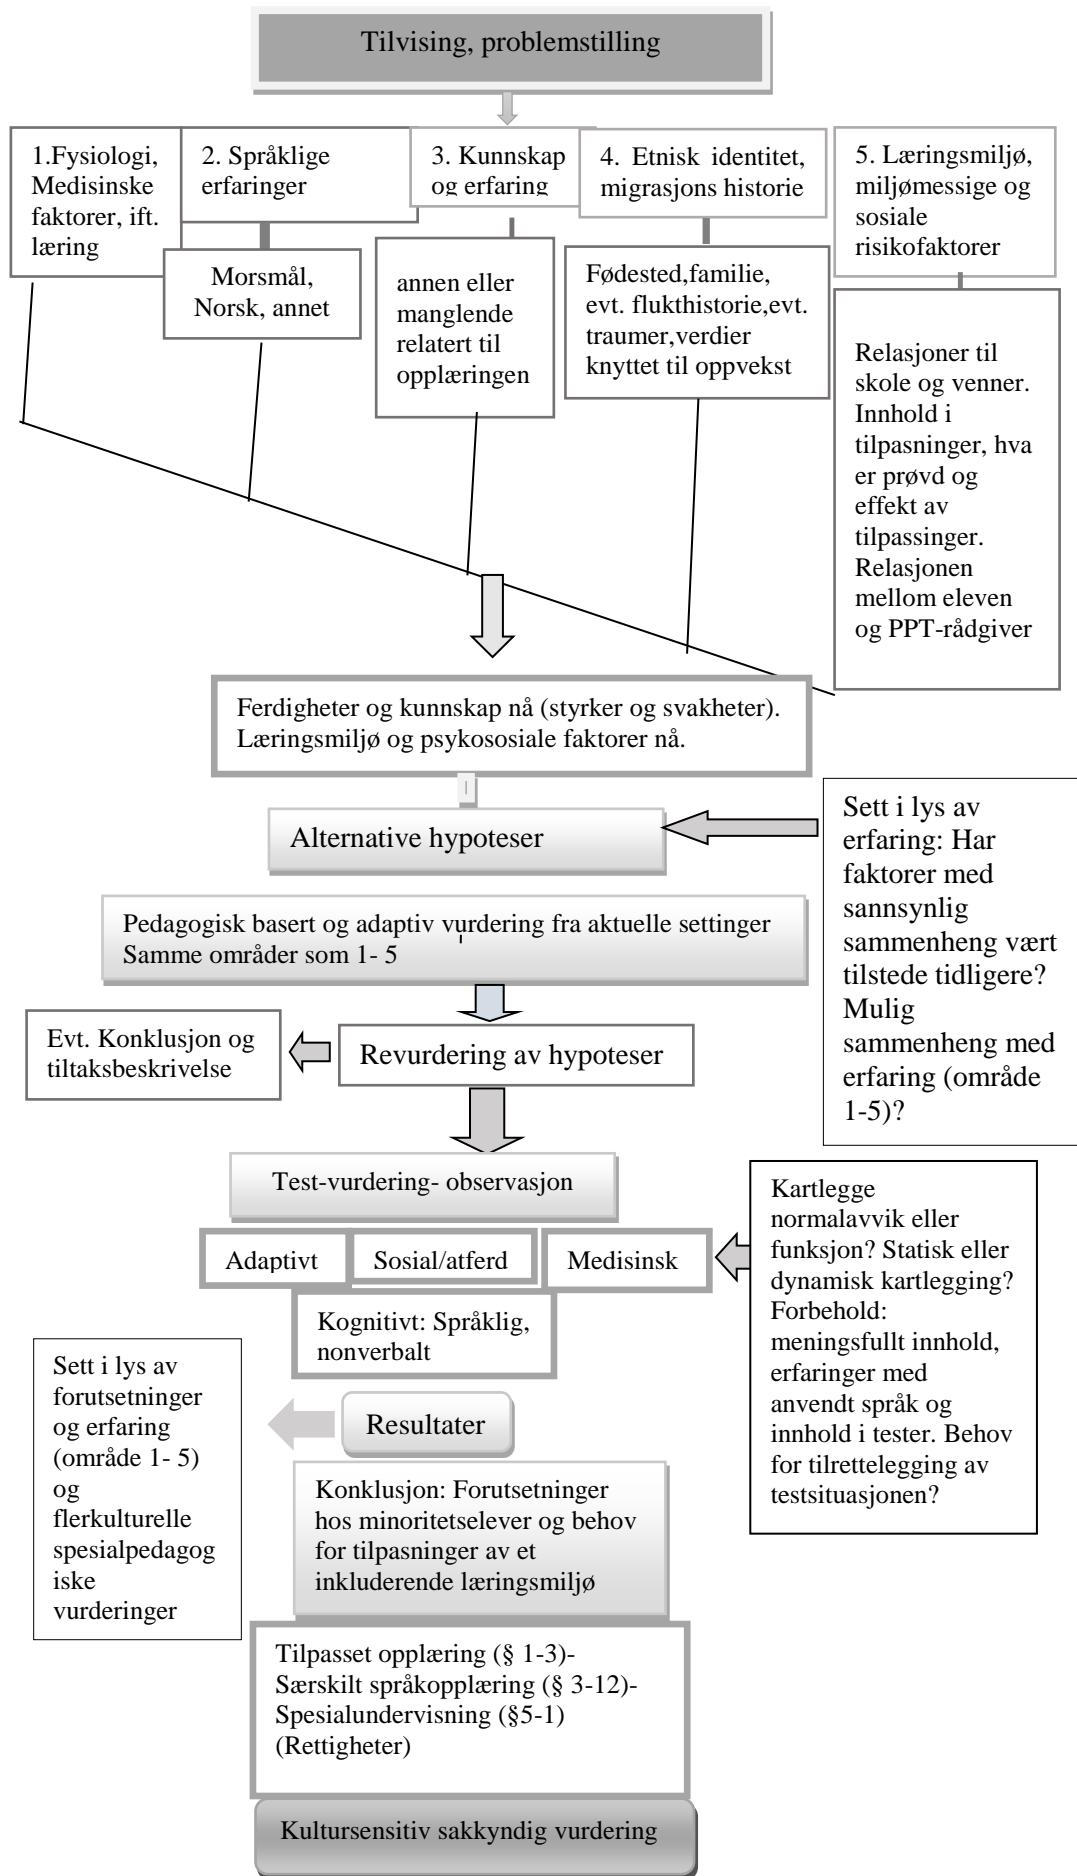 Tilvising, problemstilling
1.Fysiologi,
Medisinske
faktorer, ift.
læring
2. Språklige
erfaringer
3. Kunnskap
og erfaring
4. Etnisk identitet,
migrasjons historie
5. Læringsmiljø,
miljømessige og
sosiale
risikofaktorer
Morsmål,
Norsk, annet
annen eller
manglende
relatert til
opplæringen
Fødested,familie,
evt. flukthistorie,evt.
traumer,verdier
knyttet til oppvekst
Relasjoner til
skole og venner.
Innhold i
tilpasninger, hva
er prøvd og
effekt av
tilpassinger.
Relasjonen
mellom eleven
og PPT-rådgiver
Ferdigheter og kunnskap nå (styrker og svakheter).
Læringsmiljø og psykososiale faktorer nå.
Alternative hypoteser
Sett i lys av
erfaring: Har
faktorer med
sannsynlig
sammenheng vært
tilstede tidligere?
Mulig
sammenheng med
erfaring (område
1-5)?
Pedagogisk basert og adaptiv vurdering fra aktuelle settinger
Samme områder som 1- 5
Evt. Konklusjon og
tiltaksbeskrivelse
Revurdering av hypoteser
Test-vurdering- observasjon
Adaptivt
Sosial/atferd
Medisinsk
Kognitivt: Språklig,
nonverbalt
Kartlegge
normalavvik eller
funksjon? Statisk eller
dynamisk kartlegging?
Forbehold:
meningsfullt innhold,
erfaringer med
anvendt språk og
innhold i tester. Behov
for tilrettelegging av
testsituasjonen?
Sett i lys av
forutsetninger
og erfaring
(område 1- 5)
og
flerkulturelle
spesialpedagog
iske
vurderinger
Resultater
Konklusjon: Forutsetninger
hos minoritetselever og behov
for tilpasninger av et
inkluderende læringsmiljø
Tilpasset opplæring (§ 1-3)-
Særskilt språkopplæring (§ 3-12)-
Spesialundervisning (§5-1)
(Rettigheter)
Kultursensitiv sakkyndig vurdering